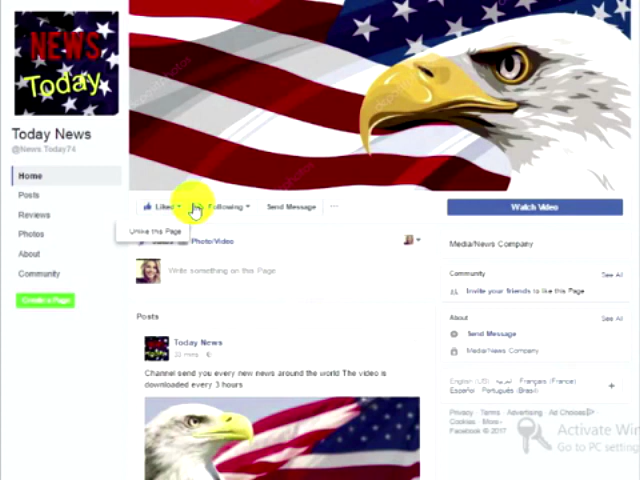 NEWS
Today
Today News
@News.Today74
Home
Posts
Reviews
Photos
About
Community
Create a Page
depositphotos
Liked
Following
Send Message
Unlike this Page
Photo/Video
Write something on this Page
Posts
Today News
Channel send you every new news around the world The video is
downloaded every 3 hours
Watch Video
Media/News Company
Community
See All
Invite your friends to like this Page
About
See All
Send Message
Media/News Company
English (US) · العربية · Français (France)
Español · Português (Brasil)
Privacy Terms Advertising Ad Choices
Cookies More
Facebook © 2017
Activate Win
Go to PC setting